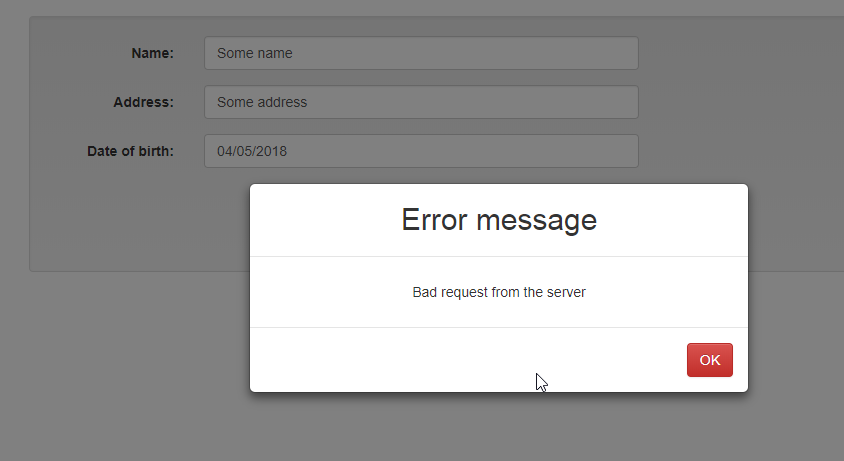 Name: Some name
Address: Some address
Date of birth: 04/05/2018
Error message
Bad request from the server
OK